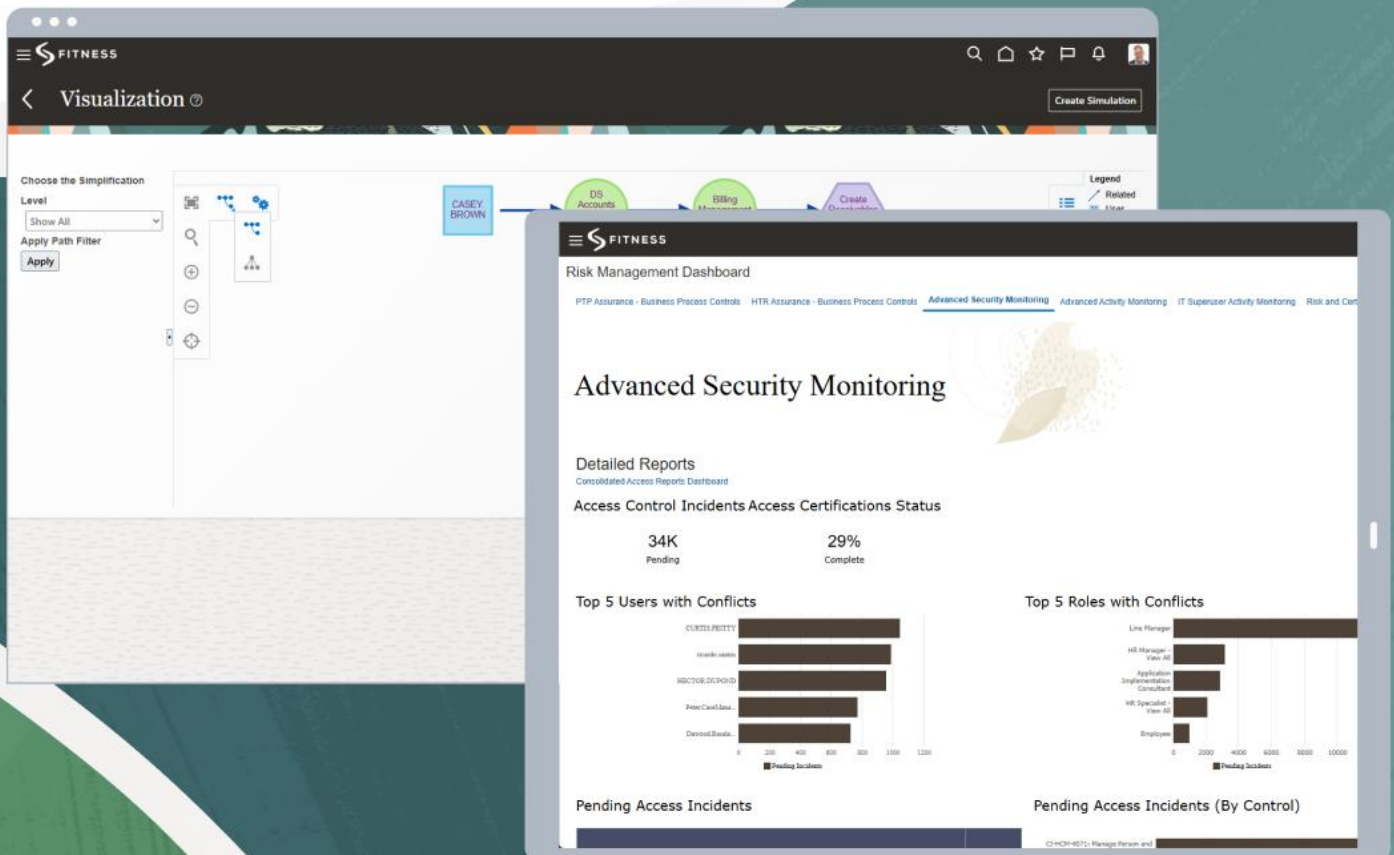 FITNESS
Visualization
Create Simulation
Choose the Simplification
Level
Show All
Apply Path Filter
Apply
CASEY.
BROWN
DS
Accounts
Billing
Management
Create
Receivables
Legend
Related
User
FITNESS
Risk Management Dashboard
PTP Assurance - Business Process Controls HTR Assurance - Business Process Controls Advanced Security Monitoring Advanced Activity Monitoring IT Superuser Activity Monitoring Risk and Cert
Advanced Security Monitoring
Detailed Reports
Consolidated Access Reports Dashboard
Access Control Incidents Access Certifications Status
34K
Pending
29%
Complete
Top 5 Users with Conflicts
HECTOR.DUPOND
0 200 400 600 800 1000 1200
Pending Incidents
Top 5 Roles with Conflicts
Line Manager
HR Manager -
View All
Application
Implementation
Consultant
HR Specialist -
View All
Employee
0 2000 4000 6000 8000 10000
Pending Incidents
Pending Access Incidents
Pending Access Incidents (By Control)
Manage Person and